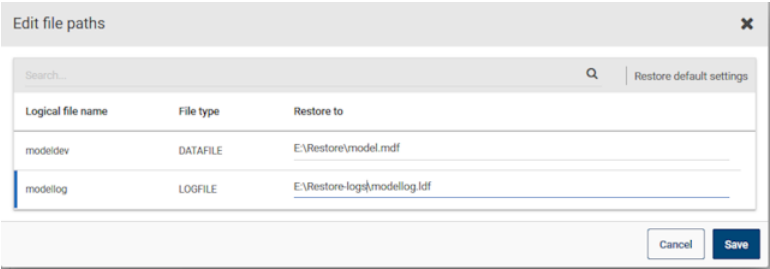 Edit file paths
Search...
Restore default settings
Logical file name File type Restore to
modeldev DATAFILE E:\Restore\model.mdf
modellog LOGFILE E:\Restore-logs\modellog.ldf
Cancel Save